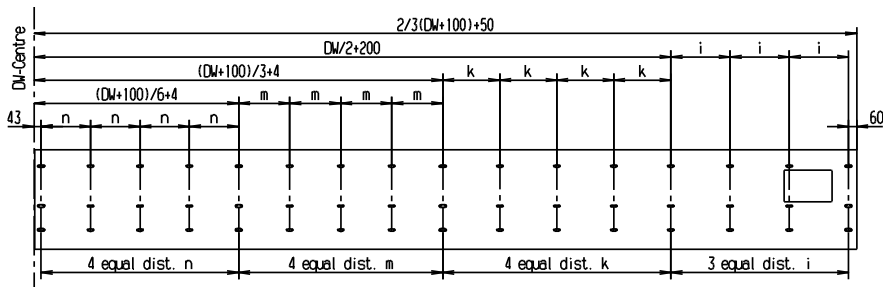 2/3(DW+100)+50
DW/2+200
i i i
(DW+100)/3+4
k k k k
(DW+100)/6+4
m m m m
DW-Centre
43
n n n n
60
4 equal dist. n
4 equal dist. m
4 equal dist. k
3 equal dist. i